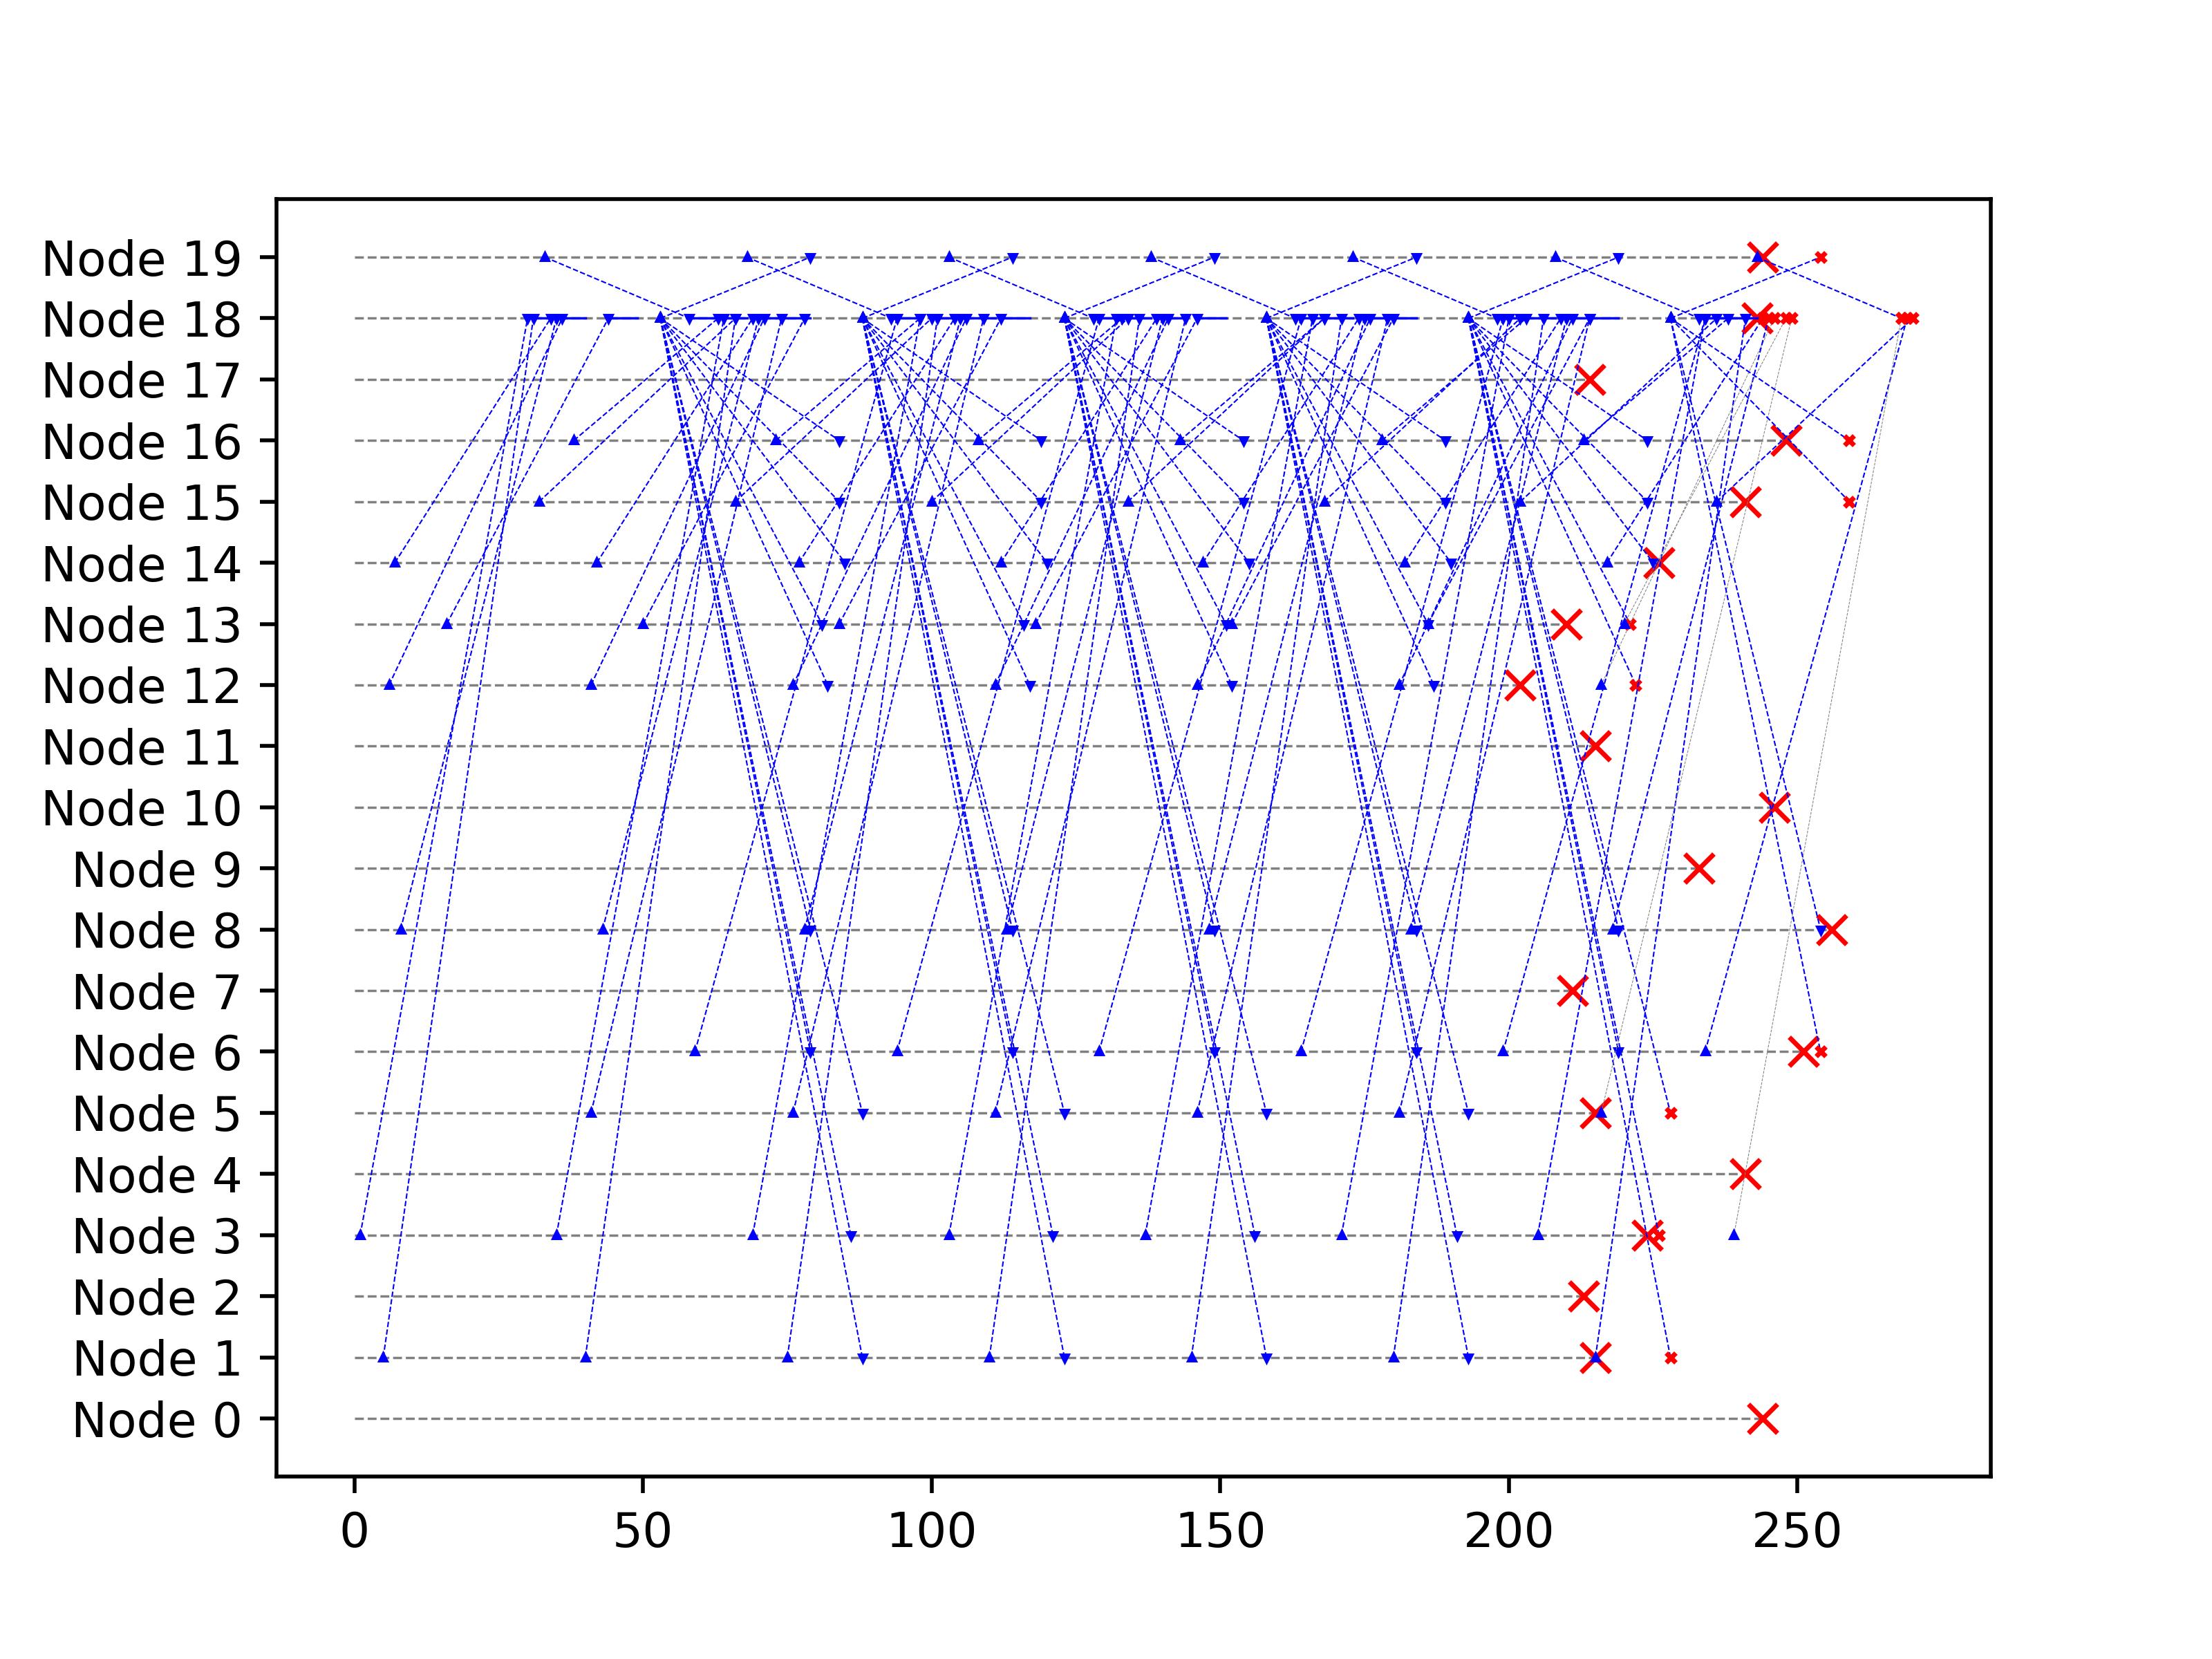 Node 19
Node 18
Node 17
Node 16
Node 15
Node 14
Node 13
Node 12
Node 11
Node 10
Node 9
Node 8
Node 7
Node 6
Node 5
Node 4
Node 3
Node 2
Node 1
Node 0
0 50 100 150 200 250